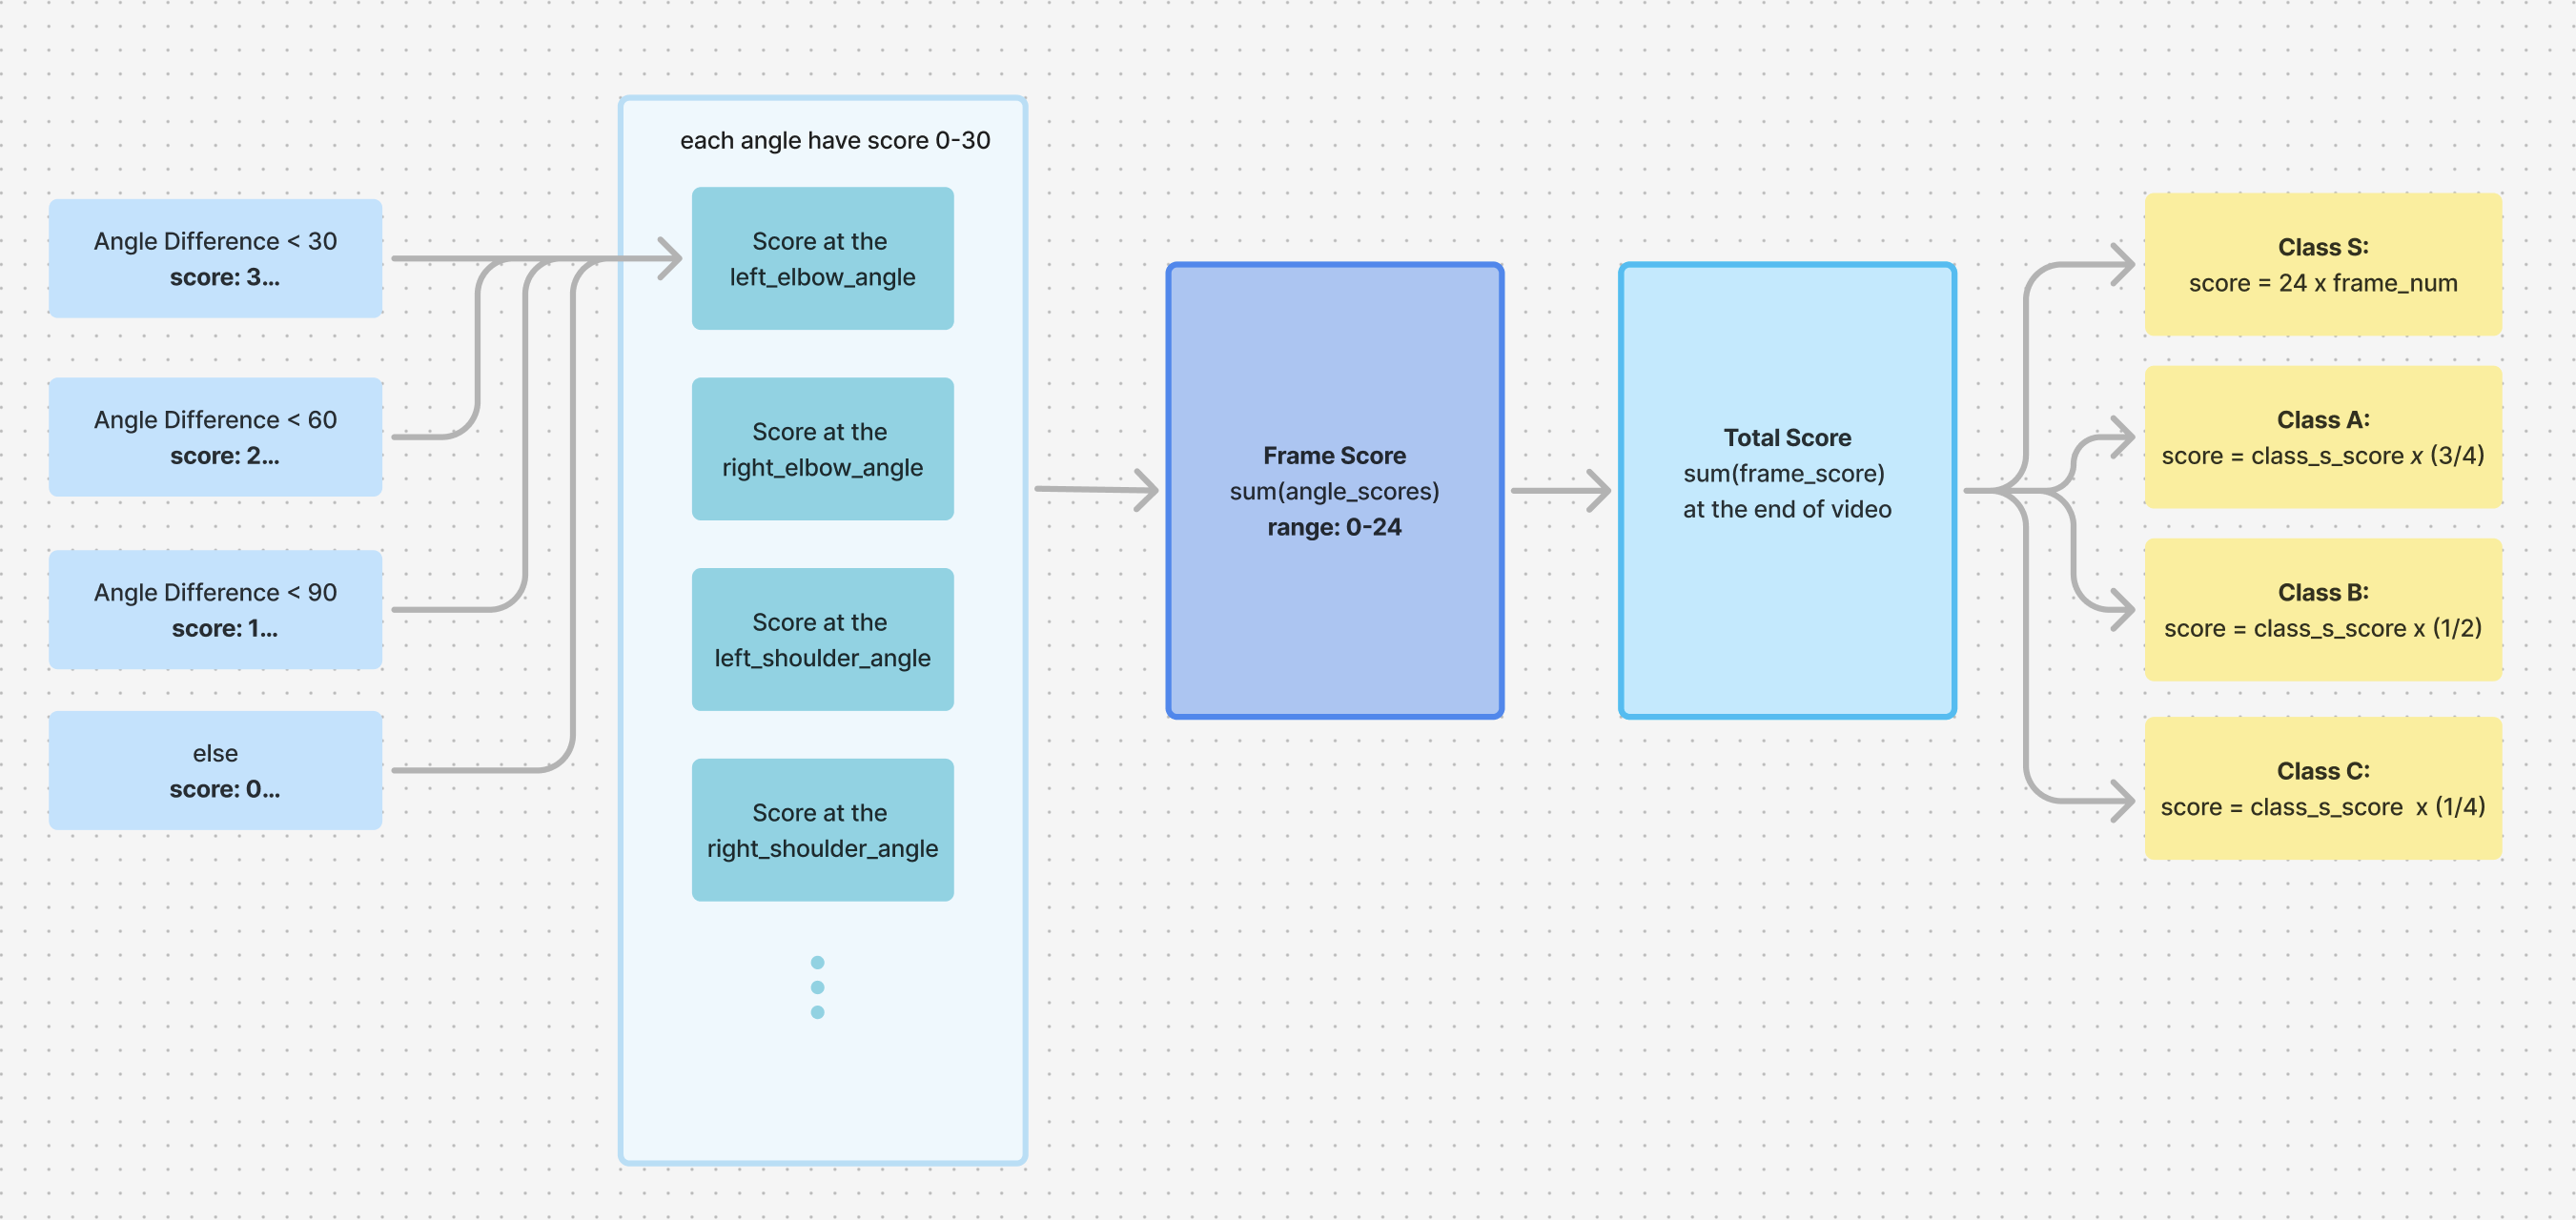 each angle have score 0-30
Angle Difference < 30
score: 3...
Angle Difference < 60
score: 2...
Angle Difference < 90
score: 1...
else
score: 0...
Score at the
left_elbow_angle
Score at the
right_elbow_angle
Score at the
left_shoulder_angle
Score at the
right_shoulder_angle
Frame Score
sum(angle_scores)
range: 0-24
Total Score
sum(frame_score)
at the end of video
Class S:
score = 24 x frame_num
Class A:
score = class_s_score x (3/4)
Class B:
score = class_s_score x (1/2)
Class C:
score = class_s_score  x (1/4)